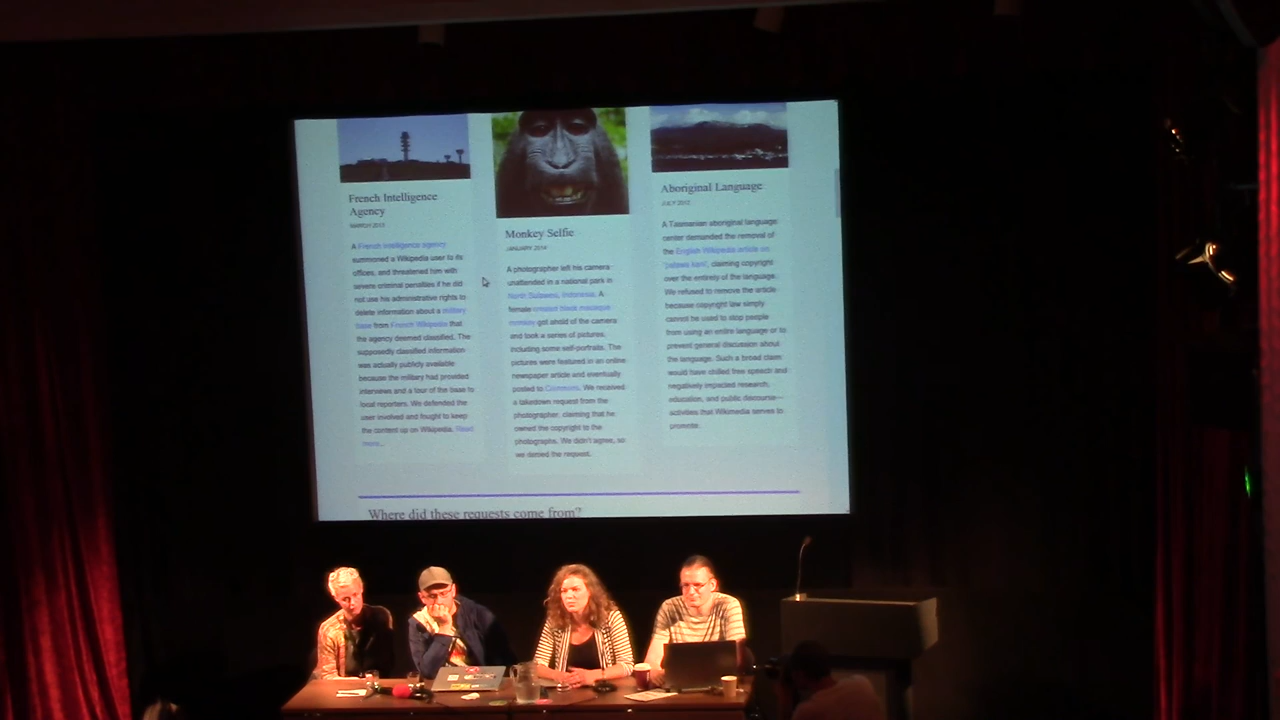 French Intelligence
Agency
MARCH 2013
A French intelligence agency
summoned a Wikipedia user to its
offices, and threatened him with
severe criminal penalties if he did
not use his administrative rights to
delete information about a military
base from French Wikipedia that
the agency deemed classified. The
supposedly classified information
was actually publicly available
because the military had provided
interviews and a tour of the base to
local reporters. We defended the
user involved and fought to keep
the content up on Wikipedia. Read
more...
Monkey Selfie
JANUARY 2014
A photographer left his camera
unattended in a national park in
North Sulawesi, Indonesia. A
female crested black macaque
monkey got ahold of the camera
and took a series of pictures,
including some self-portraits. The
pictures were featured in an online
newspaper article and eventually
posted to Commons. We received
a takedown request from the
photographer, claiming that he
owned the copyright to the
photographs. We didn't agree, so
we denied the request.
Aboriginal Language
JULY 2012
A Tasmanian aboriginal language
center demanded the removal of
the English Wikipedia article on
'palawa kani', claiming copyright
over the entirety of the language.
We refused to remove the article
because copyright law simply
cannot be used to stop people
from using an entire language or to
prevent general discussion about
the language. Such a broad claim
would have chilled free speech and
negatively impacted research,
education, and public discourse—
activities that Wikimedia serves to
promote.
Where did these requests come from?